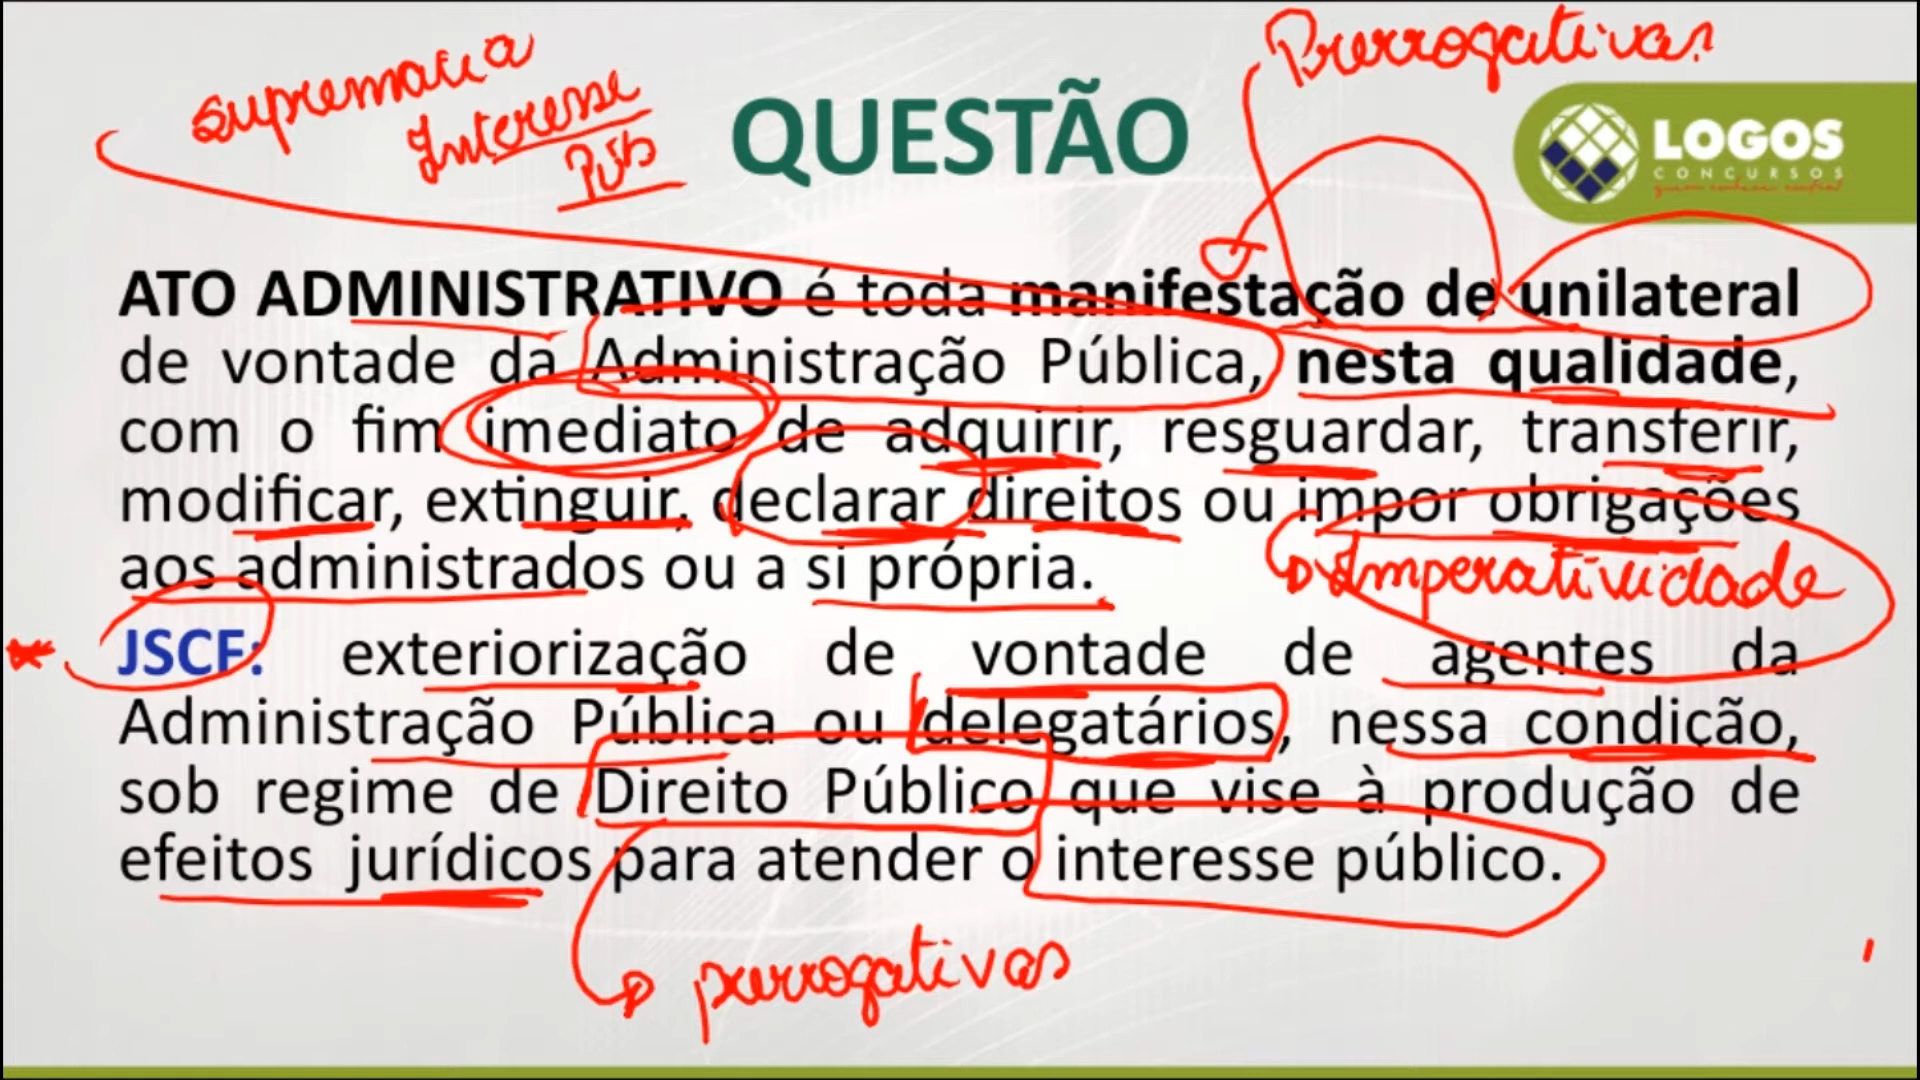 supremacia
Interesse
Púb
Prerrogativas
QUESTÃO
LOGOS
CONCURSOS
ATO ADMINISTRATIVO é toda manifestação de unilateral
de vontade da Administração Pública, nesta qualidade,
com o fim imediato de adquirir, resguardar, transferir,
modificar, extinguir, declarar direitos ou impor obrigações
aos administrados ou a si própria.
Imperatividade
JSCF: exteriorização de vontade de agentes da
Administração Pública ou delegatários, nessa condição,
sob regime de Direito Público que vise à produção de
efeitos jurídicos para atender o interesse público.
prerrogativas